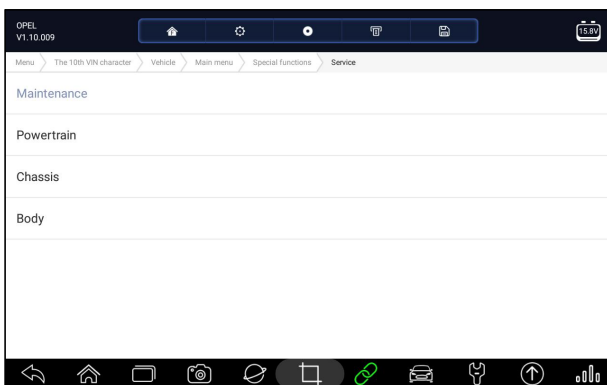 OPEL
V1.10.009
15.8V
Menu
The 10th VIN character
Vehicle
Main menu
Special functions
Service
Maintenance
Powertrain
Chassis
Body